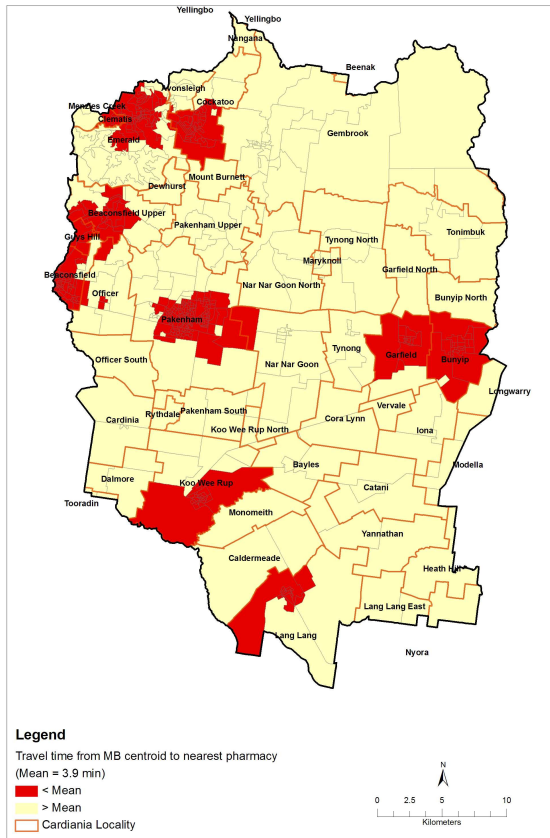 Yellingbo
Yellingbo
Nangana
Beenak
Avonsleigh
Menzies Creek
Cockatoo
Clematis
Gembrook
Emerald
Mount Burnett
Dewhurst
Beaconsfield Upper
Pakenham Upper
Tonimbuk
Guys Hill
Tynong North
Maryknoll
Garfield North
Beaconsfield
Nar Nar Goon North
Officer
Bunyip North
Pakenham
Tynong
Garfield
Bunyip
Officer South
Nar Nar Goon
Longwarry
Vervale
Rythdale
Pakenham South
Cardinia
Cora Lynn
Koo Wee Rup North
Iona
Bayles
Modella
Dalmore
Koo Wee Rup
Catani
Tooradin
Monomeith
Yannathan
Caldermeade
Heath Hill
Lang Lang East
Lang Lang
Nyora
Legend
Travel time from MB centroid to nearest pharmacy
(Mean = 3.9 min)
< Mean
> Mean
Cardiania Locality
N
0 2.5 5 10
Kilometers